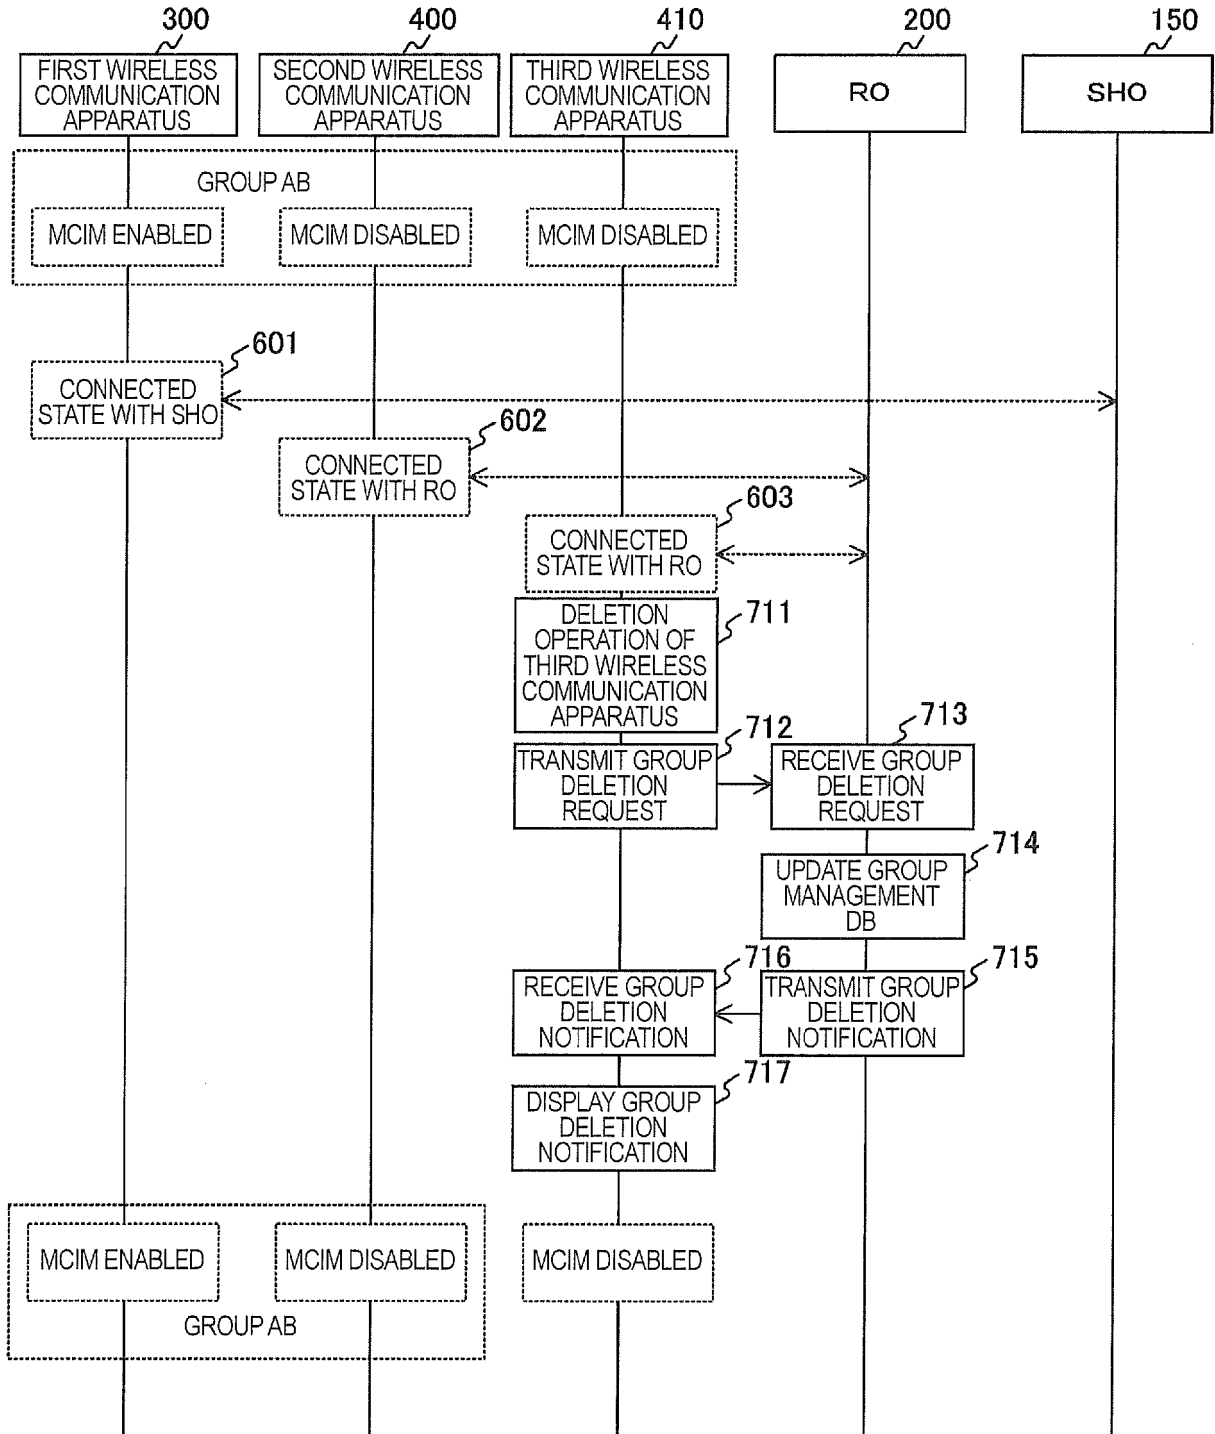 300
400
410
200
150
FIRST WIRELESS
COMMUNICATION
APPARATUS
SECOND WIRELESS
COMMUNICATION
APPARATUS
THIRD WIRELESS
COMMUNICATION
APPARATUS
RO
SHO
GROUP AB
MCIM ENABLED
MCIM DISABLED
MCIM DISABLED
601
CONNECTED
STATE WITH SHO
602
CONNECTED
STATE WITH RO
603
CONNECTED
STATE WITH RO
711
DELETION
OPERATION OF
THIRD WIRELESS
COMMUNICATION
APPARATUS
712
TRANSMIT GROUP
DELETION
REQUEST
713
RECEIVE GROUP
DELETION
REQUEST
714
UPDATE GROUP
MANAGEMENT
DB
716
RECEIVE GROUP
DELETION
NOTIFICATION
715
TRANSMIT GROUP
DELETION
NOTIFICATION
717
DISPLAY GROUP
DELETION
NOTIFICATION
MCIM ENABLED
MCIM DISABLED
MCIM DISABLED
GROUP AB